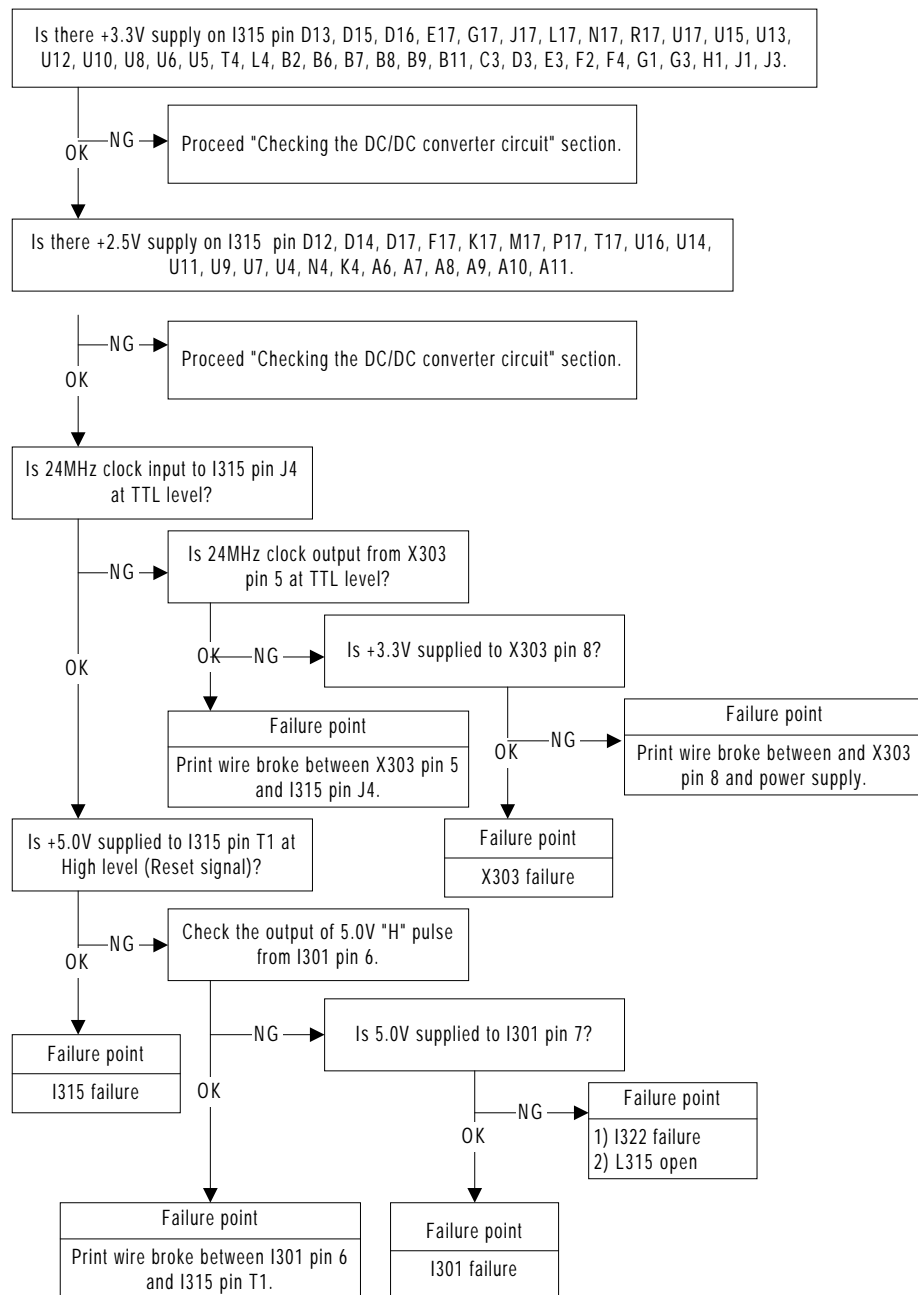 Is there +3.3V supply on I315 pin D13, D15, D16, E17, G17, J17, L17, N17, R17, U17, U15, U13,
U12, U10, U8, U6, U5, T4, L4, B2, B6, B7, B8, B9, B11, C3, D3, E3, F2, F4, G1, G3, H1, J1, J3.
NG
OK
Proceed "Checking the DC/DC converter circuit" section.
Is there +2.5V supply on I315 pin D12, D14, D17, F17, K17, M17, P17, T17, U16, U14,
U11, U9, U7, U4, N4, K4, A6, A7, A8, A9, A10, A11.
NG
OK
Proceed "Checking the DC/DC converter circuit" section.
Is 24MHz clock input to I315 pin J4
at TTL level?
NG
OK
Is 24MHz clock output from X303
pin 5 at TTL level?
OK
NG
Is +3.3V supplied to X303 pin 8?
Failure point
Print wire broke between X303 pin 5
and I315 pin J4.
OK
NG
Failure point
Print wire broke between and X303
pin 8 and power supply.
Failure point
X303 failure
Is +5.0V supplied to I315 pin T1 at
High level (Reset signal)?
NG
OK
Check the output of 5.0V "H" pulse
from I301 pin 6.
NG
OK
Is 5.0V supplied to I301 pin 7?
Failure point
I315 failure
NG
OK
Failure point
1) I322 failure
2) L315 open
Failure point
Print wire broke between I301 pin 6
and I315 pin T1.
Failure point
I301 failure